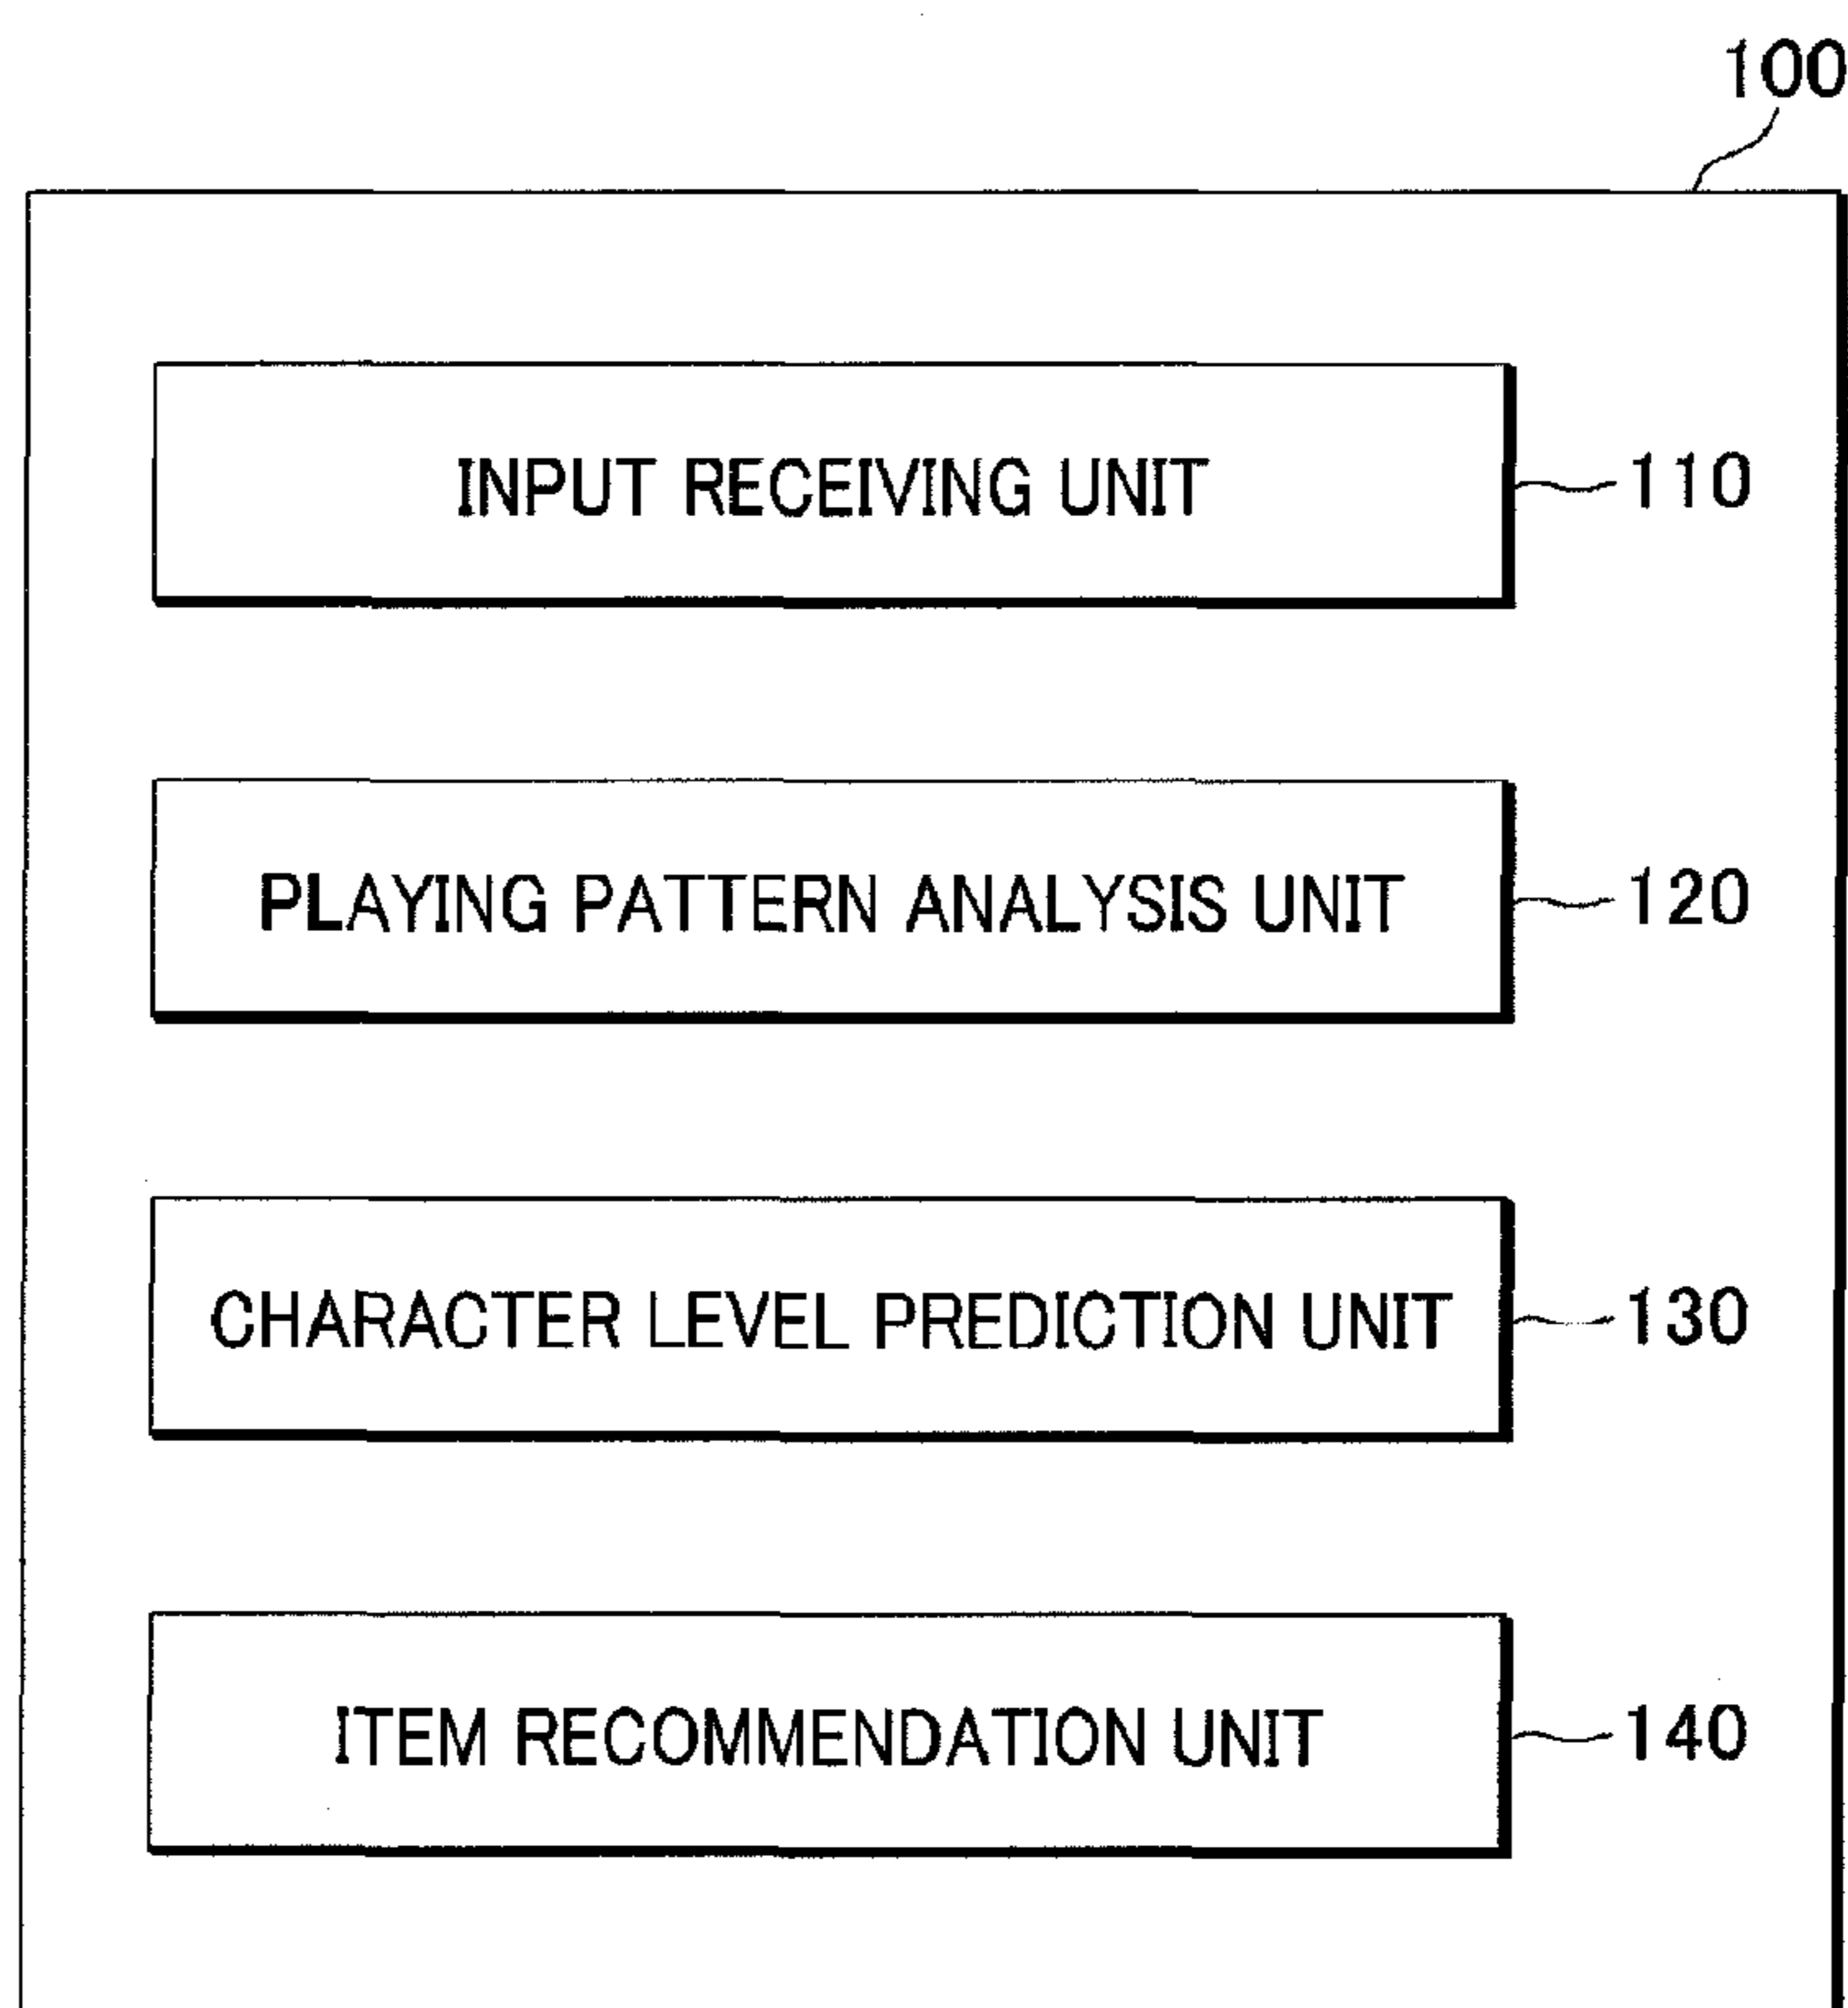 100
INPUT RECEIVING UNIT 110
PLAYING PATTERN ANALYSIS UNIT 120
CHARACTER LEVEL PREDICTION UNIT 130
ITEM RECOMMENDATION UNIT 140